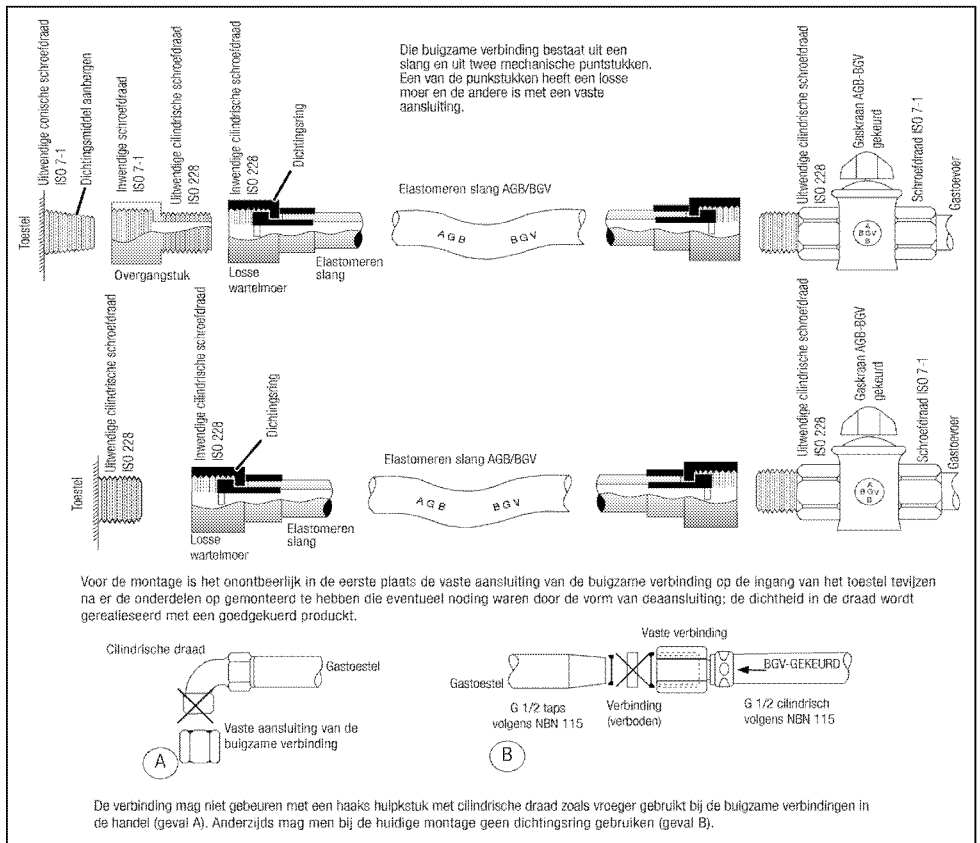 Die buigzame verbinding bestaat uit een
slang en uit twee mechanische puntstukken.
Een van de punkstukken heeft een losse
moer en de andere is met een vaste
aansluiting.
Toestel
Uitwendige conische schroefdraad
ISO 7-1
Dichtingsmiddel aanbergen
Inwendige schroefdraad
ISO 7-1
Uitwendige cilindrische schroefdraad
ISO 228
Inwendige cilindrische schroefdraad
ISO 228
Dichtingsring
Overgangstuk
Losse
wartelmoer
Elastomeren
slang
Elastomeren slang AGB/BGV
AGB BGV
Uitwendige cilindrische schroefdraad
ISO 228
Gaskraan AGB-BGV
gekeurd
Schroefdraad ISO 7-1
Gastoevoer
A
BGV
B
Toestel
Uitwendige cilindrische schroefdraad
ISO 228
Inwendige cilindrische schroefdraad
ISO 228
Dichtingsring
Losse
wartelmoer
Elastomeren
slang
Elastomeren slang AGB/BGV
AGB BGV
Uitwendige cilindrische schroefdraad
ISO 228
Gaskraan AGB-BGV
gekeurd
Schroefdraad ISO 7-1
Gastoevoer
A
BGV
B
Voor de montage is het onontbeerlijk in de eerste plaats de vaste aansluiting van de buigzame verbinding op de ingang van het toestel tevijzen
na er de onderdelen op gemonteerd te hebben die eventueel noding waren door de vorm van deaansluiting; de dichtheid in de draad wordt
gerealieseerd met een goedgekuerd produckt.
Cilindrische draad
Gastoestel
Vaste aansluiting van de
buigzame verbinding
A
Vaste verbinding
Gastoestel
BGV-GEKEURD
G 1/2 taps
volgens NBN 115
Verbinding
(verboden)
G 1/2 cilindrisch
volgens NBN 115
B
De verbinding mag niet gebeuren met een haaks hulpkstuk met cilindrische draad zoals vroeger gebruikt bij de buigzame verbindingen in
de handel (geval A). Anderzijds mag men bij de huidige montage geen dichtingsring gebruiken (geval B).